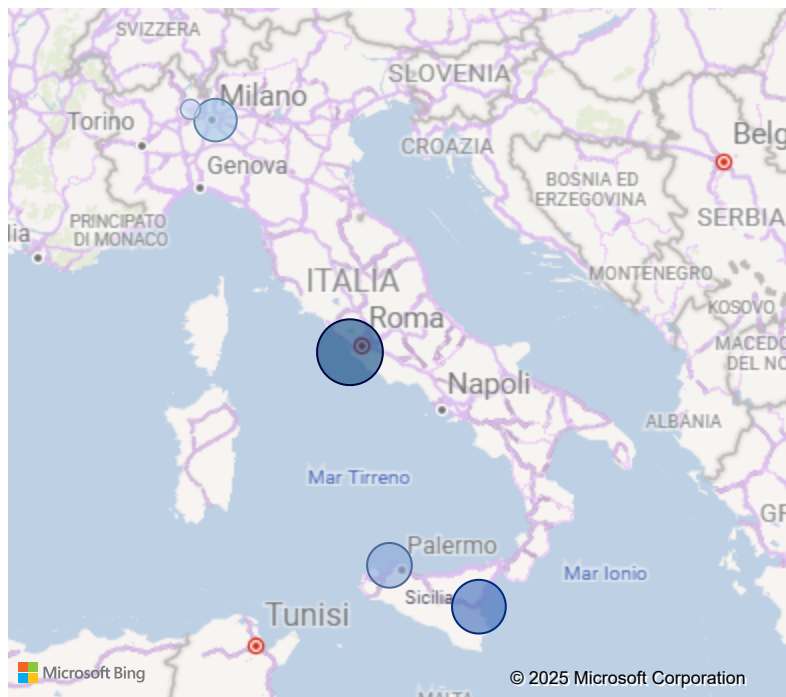 SVIZZERA
SLOVENIA
Milano
Torino
CROAZIA
Belg
Genova
BOSNIA ED
ERZEGOVINA
PRINCIPATO
DI MONACO
SERBIA
lia
ITALIA
MONTENEGRO
KOSOVO
Roma
MACEDO
DEL NO
Napoli
ALBANIA
Mar Tirreno
GR
Palermo
Mar Ionio
Sicilia
Tunisi
Microsoft Bing
© 2025 Microsoft Corporation
MALTA